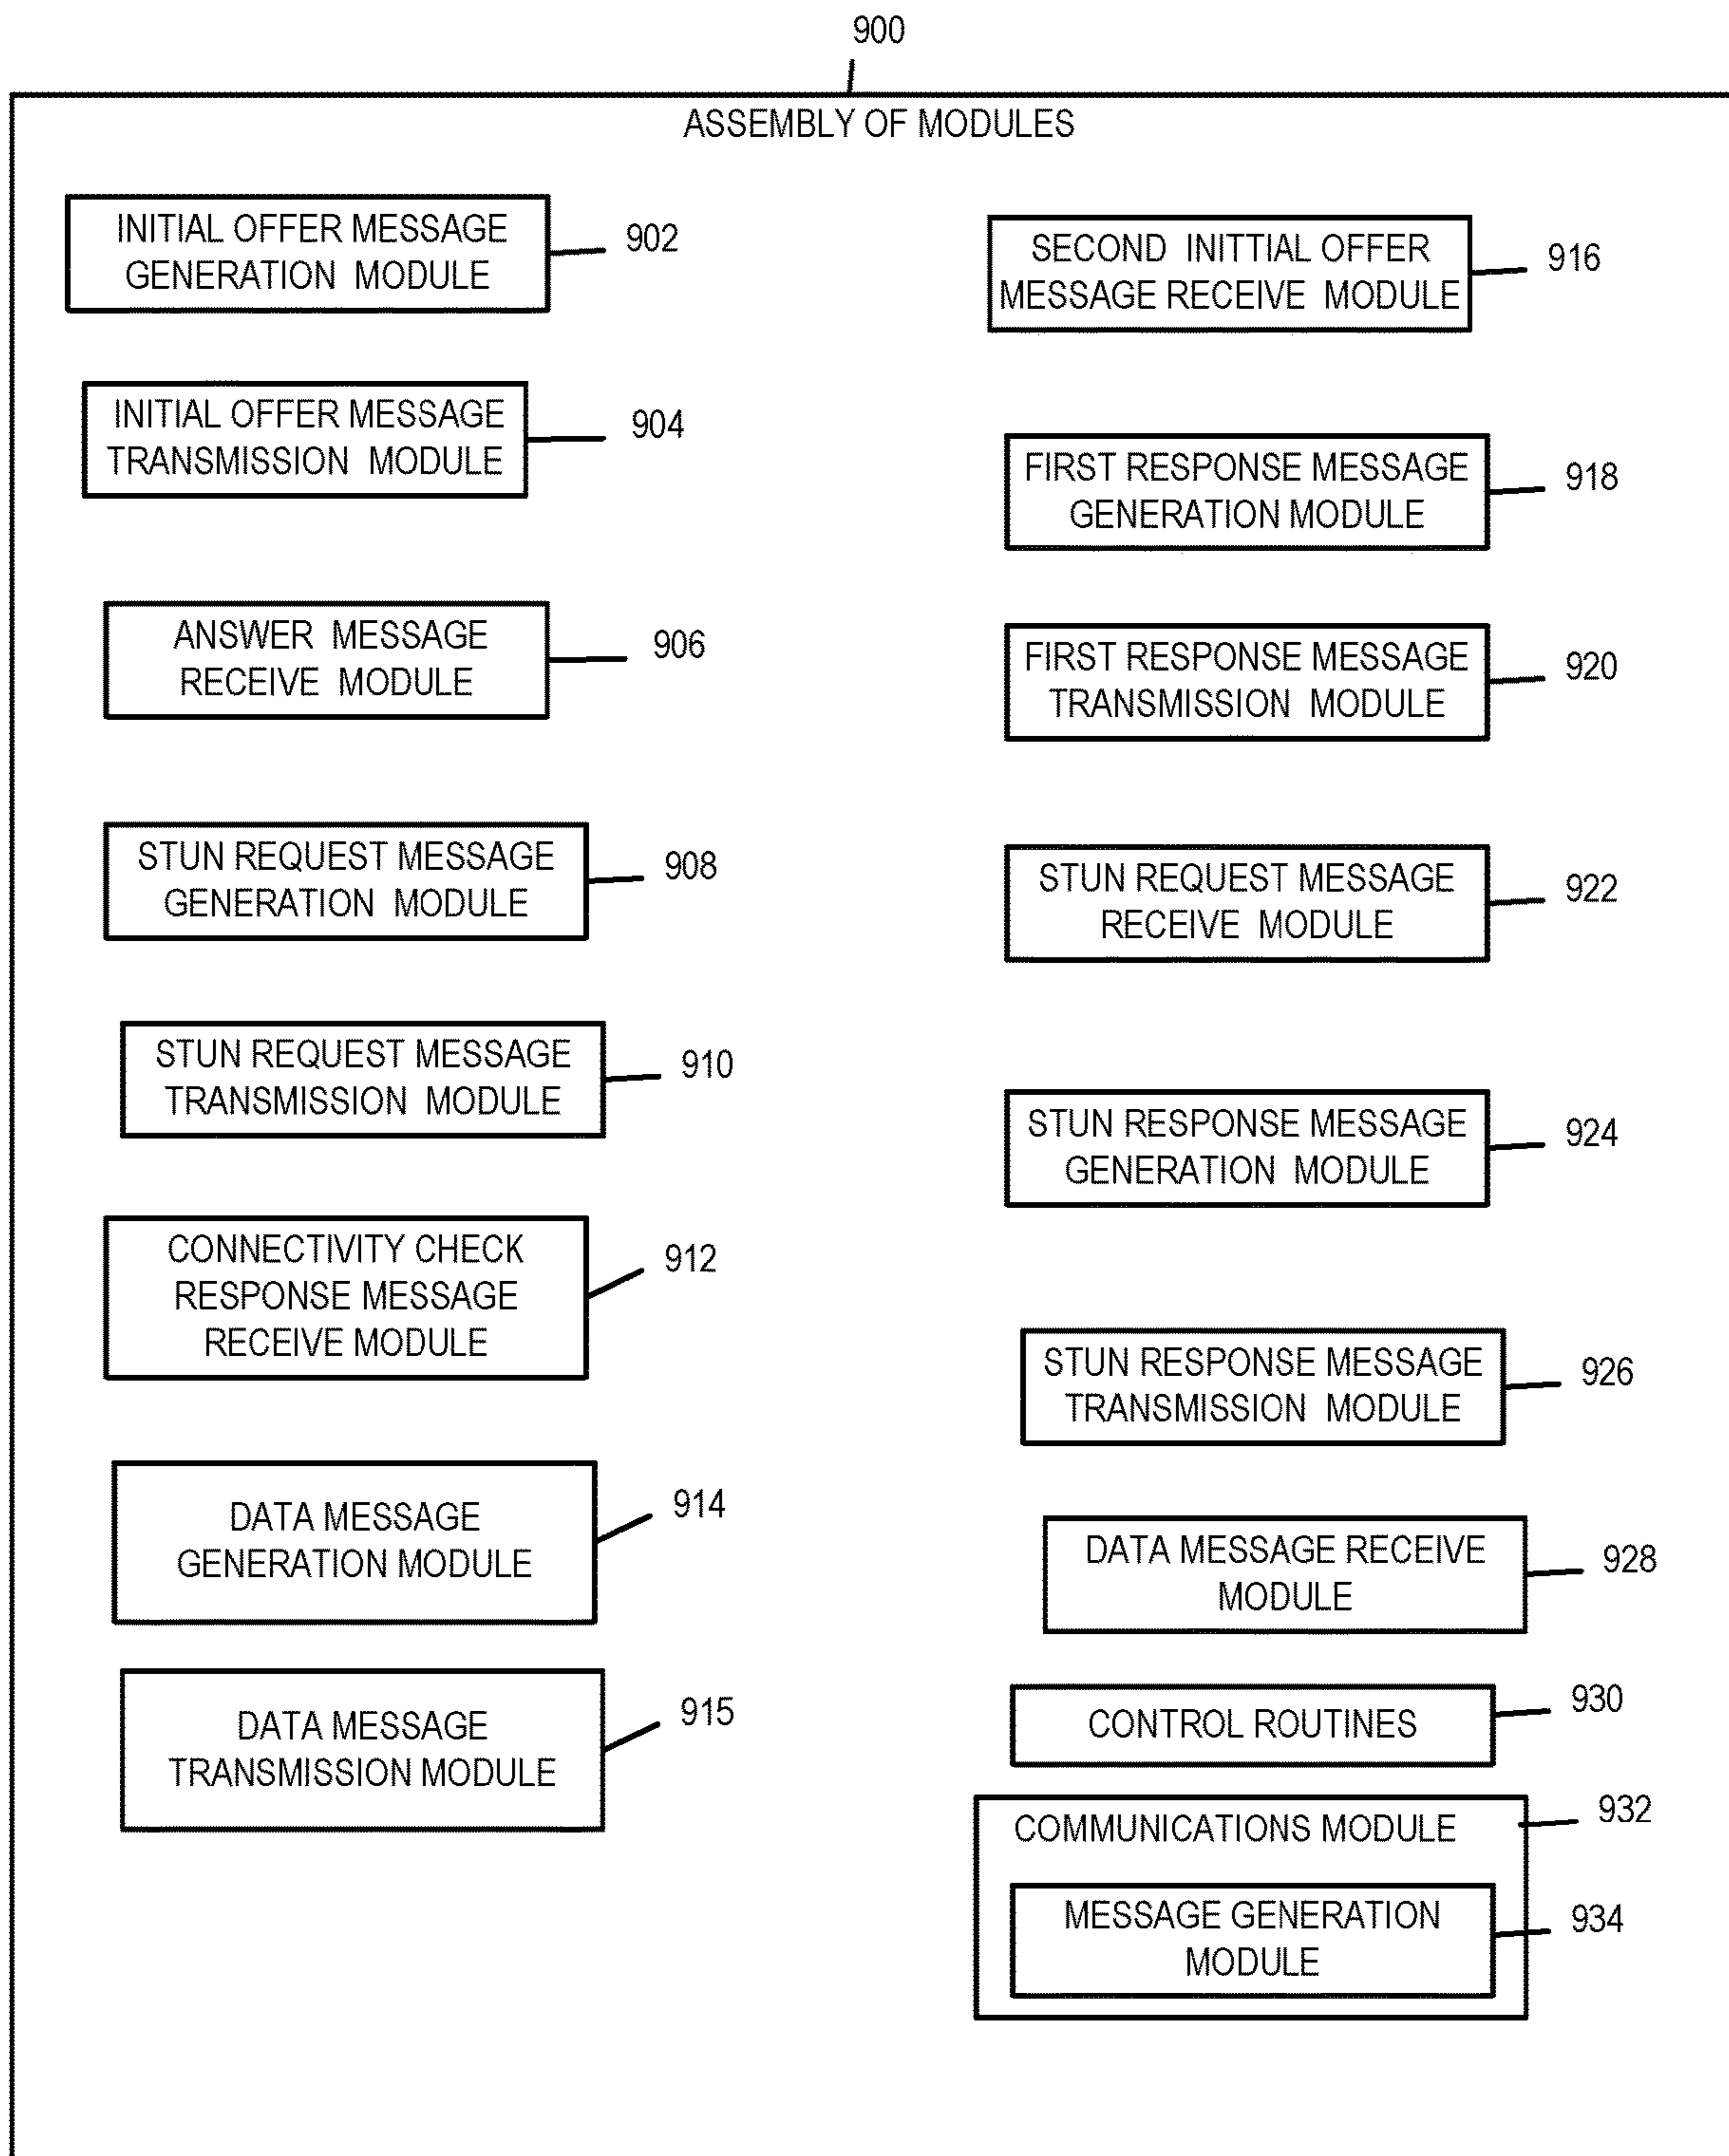 900
ASSEMBLY OF MODULES
INITIAL OFFER MESSAGE
GENERATION MODULE
902
INITIAL OFFER MESSAGE
TRANSMISSION MODULE
904
ANSWER MESSAGE
RECEIVE MODULE
906
STUN REQUEST MESSAGE
GENERATION MODULE
908
STUN REQUEST MESSAGE
TRANSMISSION MODULE
910
CONNECTIVITY CHECK
RESPONSE MESSAGE
RECEIVE MODULE
912
DATA MESSAGE
GENERATION MODULE
914
DATA MESSAGE
TRANSMISSION MODULE
915
SECOND INITTIAL OFFER
MESSAGE RECEIVE MODULE
916
FIRST RESPONSE MESSAGE
GENERATION MODULE
918
FIRST RESPONSE MESSAGE
TRANSMISSION MODULE
920
STUN REQUEST MESSAGE
RECEIVE MODULE
922
STUN RESPONSE MESSAGE
GENERATION MODULE
924
STUN RESPONSE MESSAGE
TRANSMISSION MODULE
926
DATA MESSAGE RECEIVE
MODULE
928
CONTROL ROUTINES
930
COMMUNICATIONS MODULE
932
MESSAGE GENERATION
MODULE
934